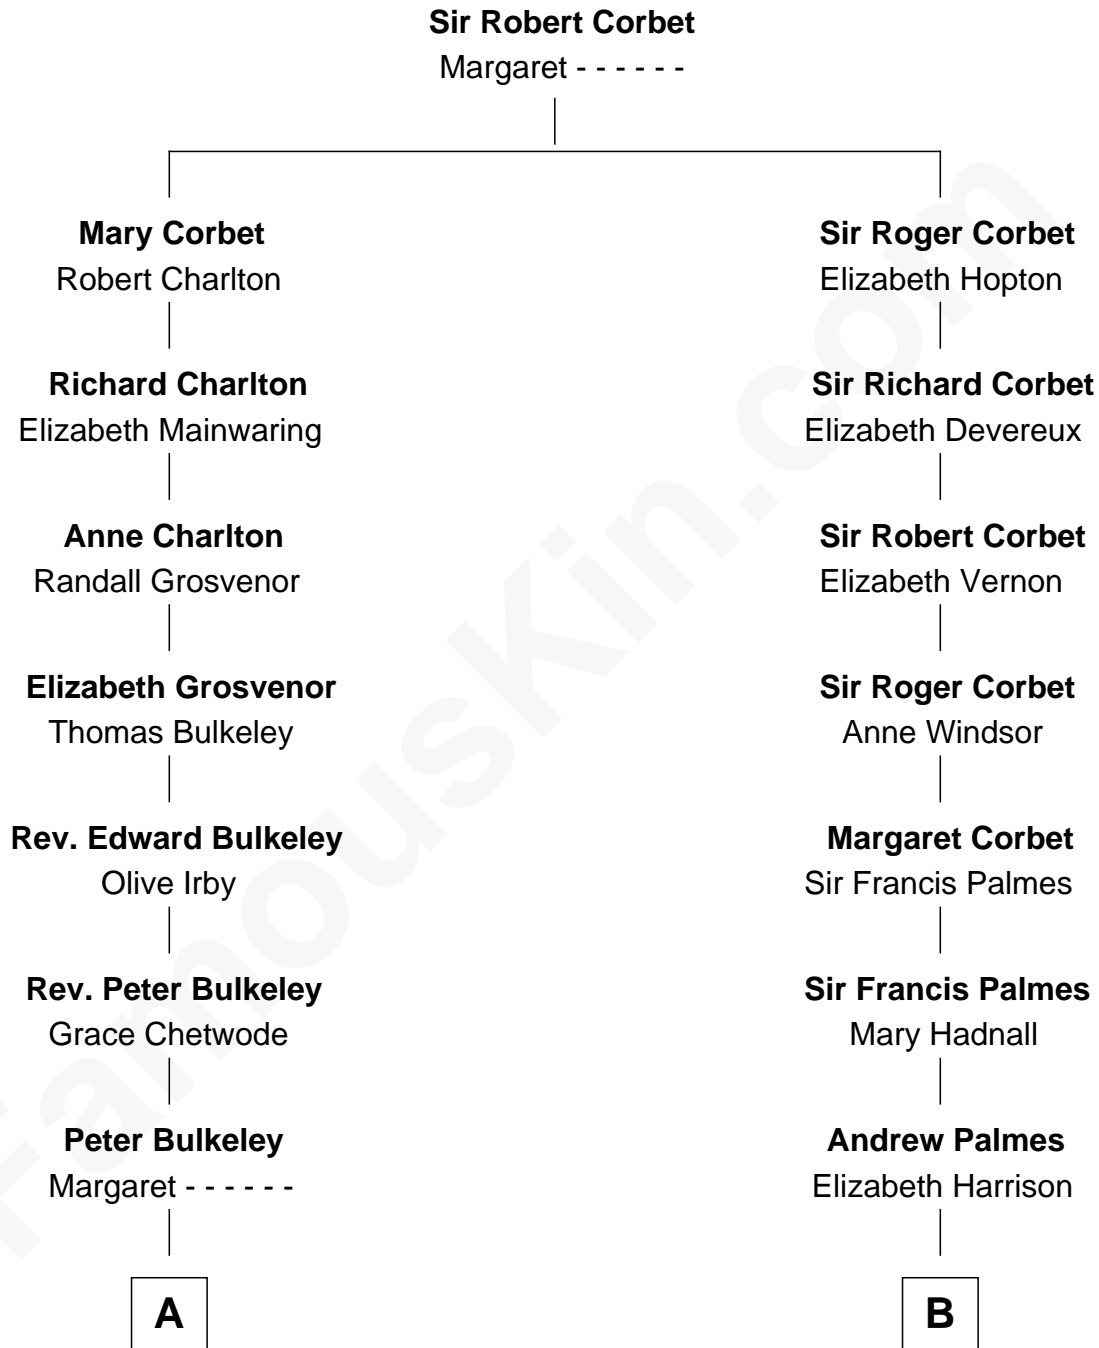 Sir Robert Corbet
Margaret - - - - - -
Mary Corbet
Robert Charlton
Sir Roger Corbet
Elizabeth Hopton
Richard Charlton
Elizabeth Mainwaring
Sir Richard Corbet
Elizabeth Devereux
Anne Charlton
Randall Grosvenor
Sir Robert Corbet
Elizabeth Vernon
Elizabeth Grosvenor
Thomas Bulkeley
Sir Roger Corbet
Anne Windsor
Rev. Edward Bulkeley
Olive Irby
Margaret Corbet
Sir Francis Palmes
Rev. Peter Bulkeley
Grace Chetwode
Sir Francis Palmes
Mary Hadnall
Peter Bulkeley
Margaret - - - - - -
Andrew Palmes
Elizabeth Harrison
A
B
FamousKin.com